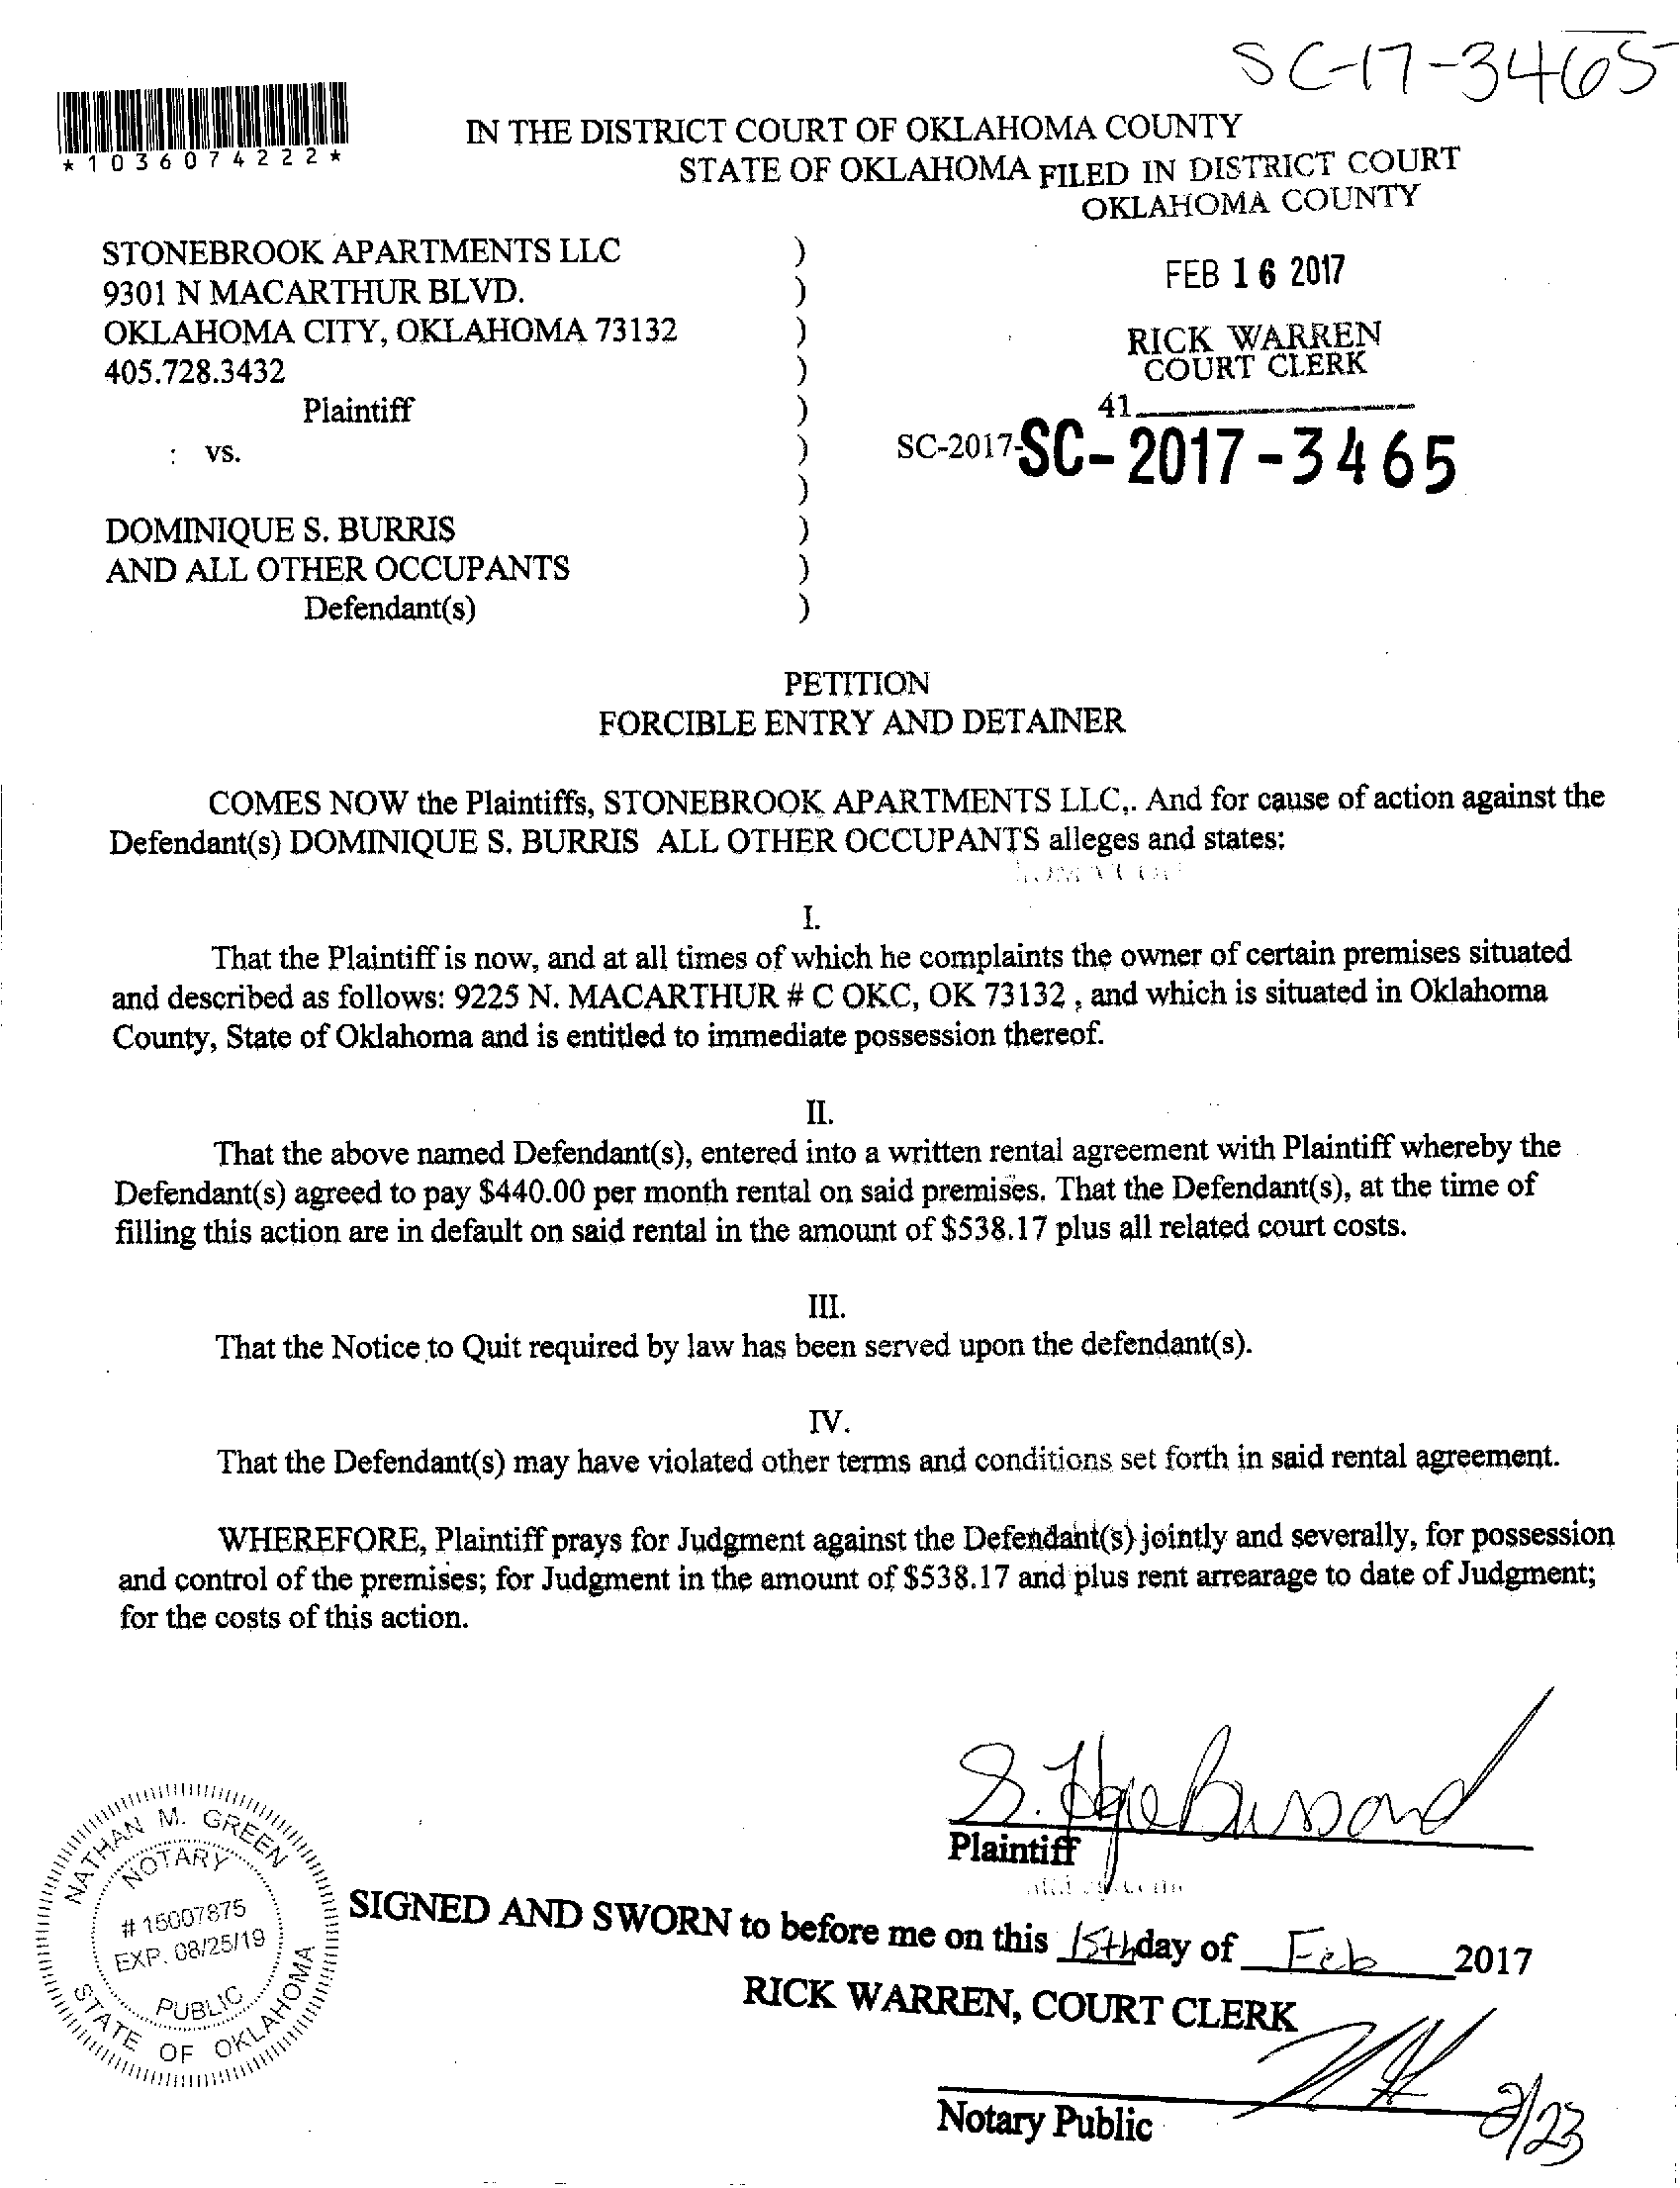 SC-17-3465
*1036074222*
IN THE DISTRICT COURT OF OKLAHOMA COUNTY
STATE OF OKLAHOMA
FILED IN DISTRICT COURT
OKLAHOMA COUNTY
STONEBROOK APARTMENTS LLC )
9301 N MACARTHUR BLVD. )
FEB 16 2017
OKLAHOMA CITY, OKLAHOMA 73132 )
405.728.3432 )
RICK WARREN
COURT CLERK
Plaintiff )
41.
: vs. )
SC-2017-SC-2017-3465
)
DOMINIQUE S. BURRIS )
AND ALL OTHER OCCUPANTS )
Defendant(s) )
PETITION
FORCIBLE ENTRY AND DETAINER
COMES NOW the Plaintiffs, STONEBROOK APARTMENTS LLC,. And for cause of action against the
Defendant(s) DOMINIQUE S. BURRIS ALL OTHER OCCUPANTS alleges and states:
I.
That the Plaintiff is now, and at all times of which he complaints the owner of certain premises situated
and described as follows: 9225 N. MACARTHUR # C OKC, OK 73132 , and which is situated in Oklahoma
County, State of Oklahoma and is entitled to immediate possession thereof.
II.
That the above named Defendant(s), entered into a written rental agreement with Plaintiff whereby the
Defendant(s) agreed to pay $440.00 per month rental on said premises. That the Defendant(s), at the time of
filling this action are in default on said rental in the amount of $538.17 plus all related court costs.
III.
That the Notice to Quit required by law has been served upon the defendant(s).
IV.
That the Defendant(s) may have violated other terms and conditions set forth in said rental agreement.
WHEREFORE, Plaintiff prays for Judgment against the Defendant(s) jointly and severally, for possession
and control of the premises; for Judgment in the amount of $538.17 and plus rent arrearage to date of Judgment;
for the costs of this action.
Plaintiff
NATHAN M. GREEN
NOTARY
# 15007875
EXP. 08/25/19
PUBLIC
STATE OF OKLAHOMA
SIGNED AND SWORN to before me on this 15th day of Feb 2017
RICK WARREN, COURT CLERK
Notary Public
2/23